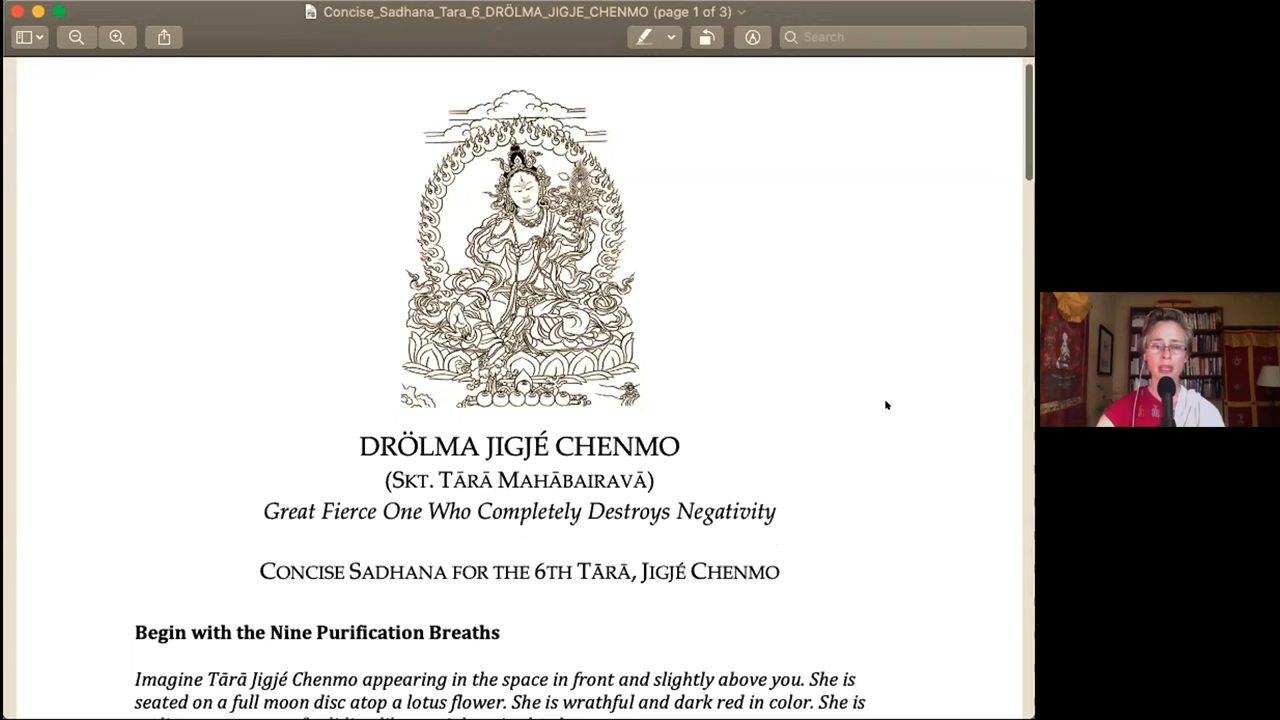 Concise_Sadhana_Tara_6_DRÖLMA_JIGJE_CHENMO (page 1 of 3)
Search
DRÖLMA JIGJÉ CHENMO
(SKT. TĀRĀ MAHĀBAIRAVĀ)
Great Fierce One Who Completely Destroys Negativity
CONCISE SADHANA FOR THE 6TH TĀRĀ, JIGJÉ CHENMO
Begin with the Nine Purification Breaths
Imagine Tārā Jigjé Chenmo appearing in the space in front and slightly above you. She is
seated on a full moon disc atop a lotus flower. She is wrathful and dark red in color. She is